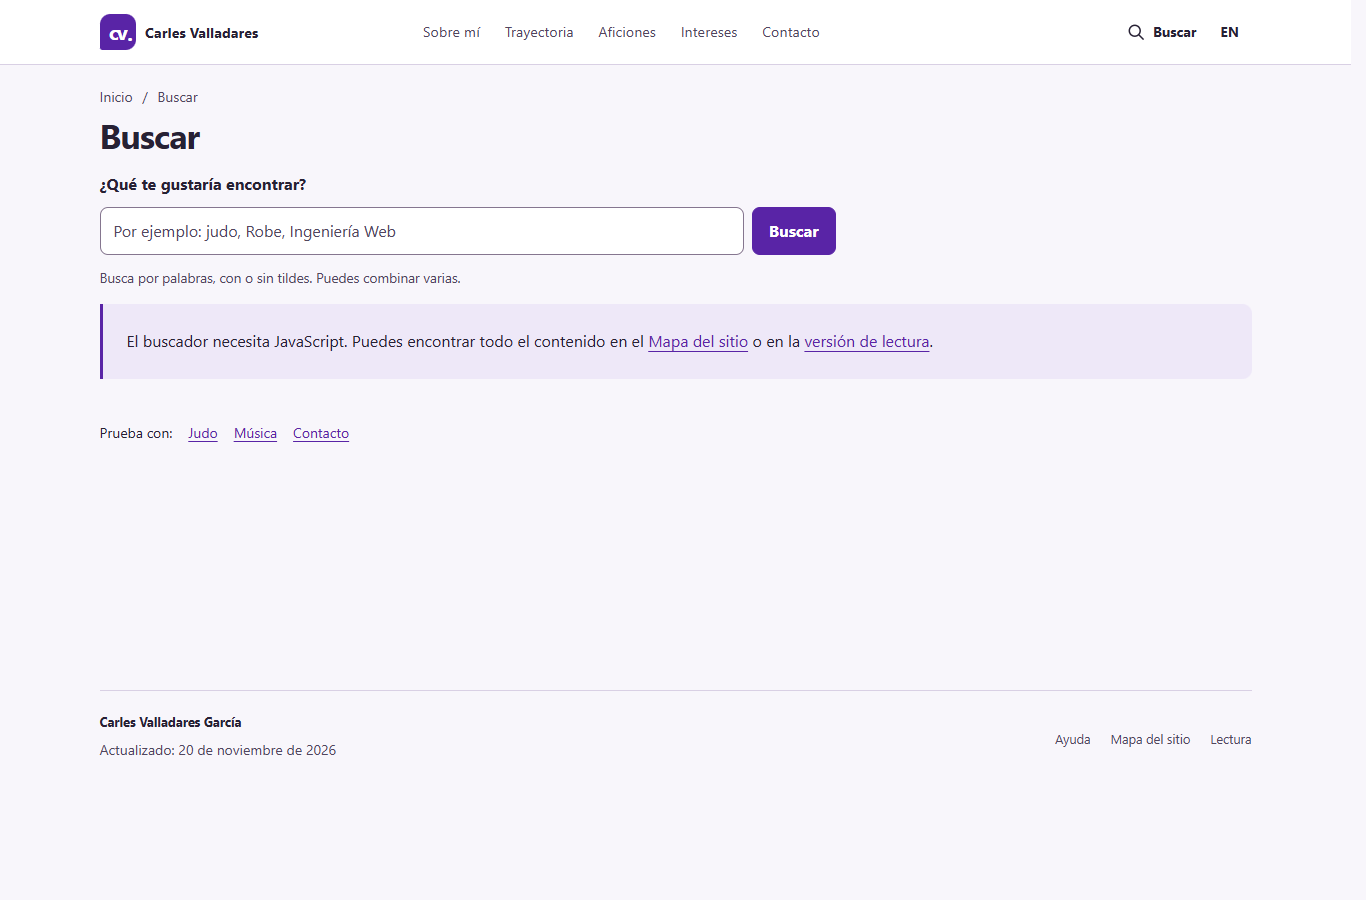 cv.
Carles Valladares
Sobre mí
Trayectoria
Aficiones
Intereses
Contacto
Buscar
EN
Inicio / Buscar
Buscar
¿Qué te gustaría encontrar?
Por ejemplo: judo, Robe, Ingeniería Web
Buscar
Busca por palabras, con o sin tildes. Puedes combinar varias.
El buscador necesita JavaScript. Puedes encontrar todo el contenido en el Mapa del sitio o en la versión de lectura.
Prueba con: Judo Música Contacto
Carles Valladares García
Actualizado: 20 de noviembre de 2026
Ayuda
Mapa del sitio
Lectura